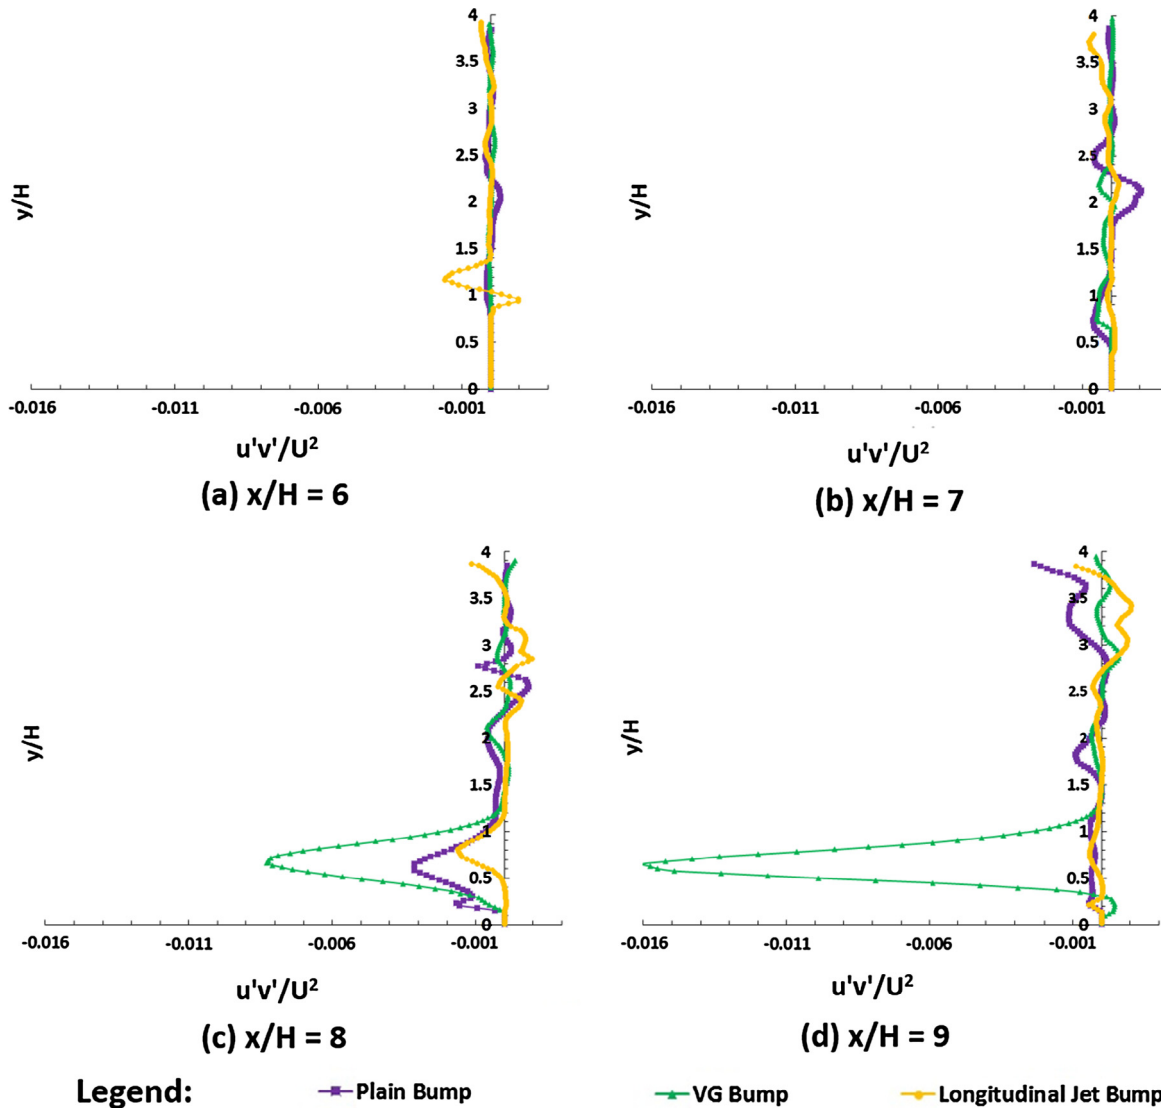 4
3.5
3
2.5
2
1.5
1
0.5
0
y/H
-0.016 -0.011 -0.006 -0.001
u'v'/U²
(a) x/H = 6
4
3.5
3
2.5
2
1.5
1
0.5
0
y/H
-0.016 -0.011 -0.006 -0.001
u'v'/U²
(b) x/H = 7
4
3.5
3
2.5
2
1.5
1
0.5
0
y/H
-0.016 -0.011 -0.006 -0.001
u'v'/U²
(c) x/H = 8
4
3.5
3
2.5
2
1.5
1
0.5
0
y/H
-0.016 -0.011 -0.006 -0.001
u'v'/U²
(d) x/H = 9
Legend: Plain Bump VG Bump Longitudinal Jet Bump